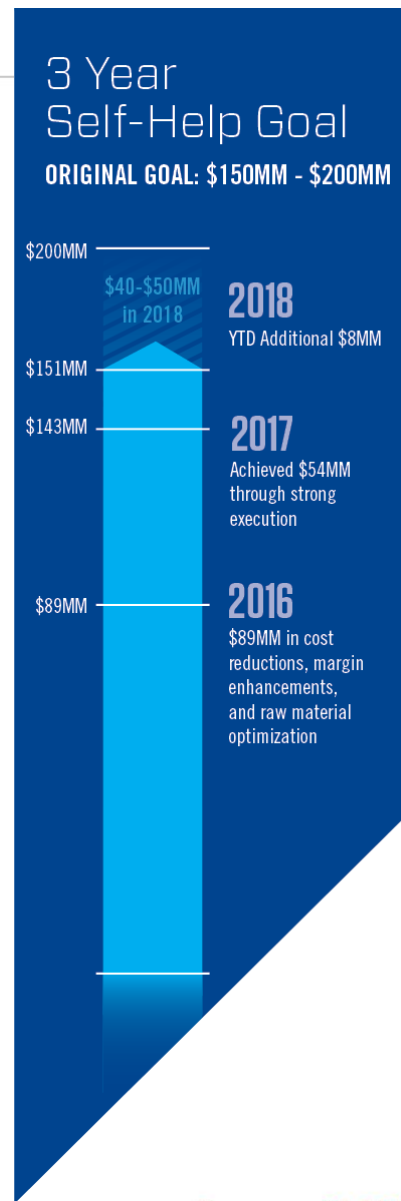 3 Year
Self-Help Goal
ORIGINAL GOAL: $150MM - $200MM
$200MM
$40-$50MM
in 2018
2018
YTD Additional $8MM
$151MM
$143MM
2017
Achieved $54MM
through strong
execution
$89MM
2016
$89MM in cost
reductions, margin
enhancements,
and raw material
optimization